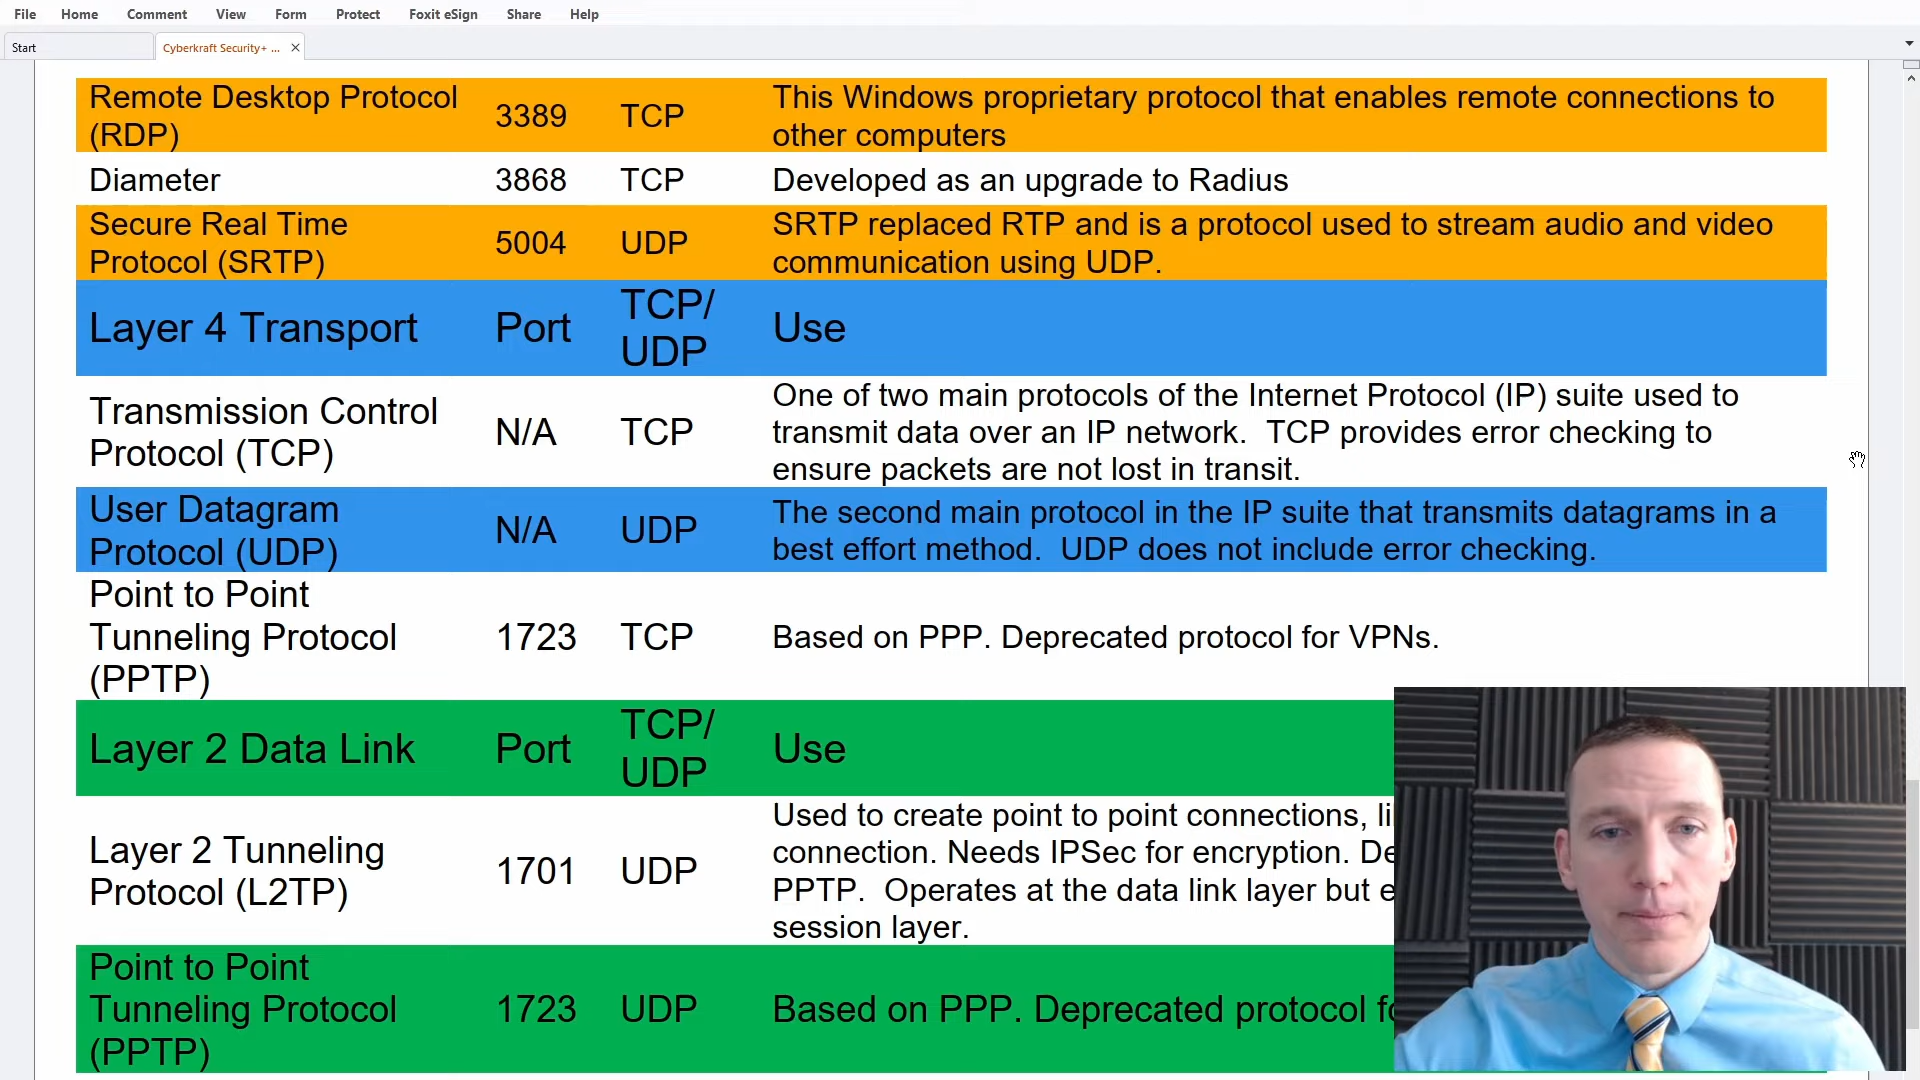 File Home Comment View Form Protect Foxit eSign Share Help
Start Cyberkraft Security+ ...
Remote Desktop Protocol
(RDP)
3389
TCP
This Windows proprietary protocol that enables remote connections to
other computers
Diameter
3868
TCP
Developed as an upgrade to Radius
Secure Real Time
Protocol (SRTP)
5004
UDP
SRTP replaced RTP and is a protocol used to stream audio and video
communication using UDP.
Layer 4 Transport
Port
TCP/
UDP
Use
Transmission Control
Protocol (TCP)
N/A
TCP
One of two main protocols of the Internet Protocol (IP) suite used to
transmit data over an IP network.  TCP provides error checking to
ensure packets are not lost in transit.
User Datagram
Protocol (UDP)
N/A
UDP
The second main protocol in the IP suite that transmits datagrams in a
best effort method.  UDP does not include error checking.
Point to Point
Tunneling Protocol
(PPTP)
1723
TCP
Based on PPP. Deprecated protocol for VPNs.
Layer 2 Data Link
Port
TCP/
UDP
Use
Layer 2 Tunneling
Protocol (L2TP)
1701
UDP
Used to create point to point connections,
connection. Needs IPSec for encryption.
PPTP.  Operates at the data link layer but
session layer.
Point to Point
Tunneling Protocol
(PPTP)
1723
UDP
Based on PPP. Deprecated protocol